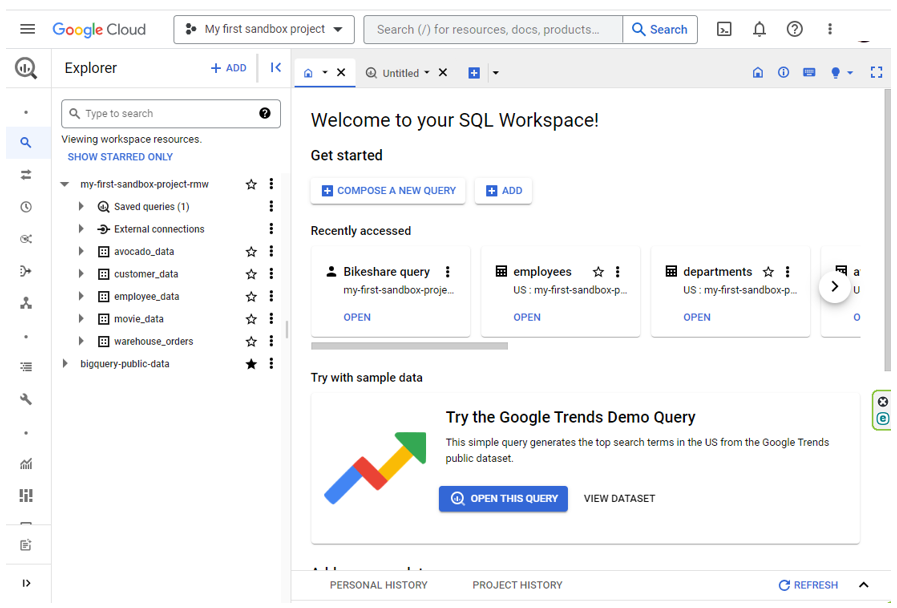 Google Cloud
My first sandbox project
Search (/) for resources, docs, products...
Search
Explorer
+ ADD
Untitled
Type to search
Viewing workspace resources.
SHOW STARRED ONLY
my-first-sandbox-project-rmw
Saved queries (1)
External connections
avocado_data
customer_data
employee_data
movie_data
warehouse_orders
bigquery-public-data
Welcome to your SQL Workspace!
Get started
COMPOSE A NEW QUERY
ADD
Recently accessed
Bikeshare query
my-first-sandbox-proje...
OPEN
employees
US : my-first-sandbox-p...
OPEN
departments
US : my-first-sandbox-p...
OPEN
Try with sample data
Try the Google Trends Demo Query
This simple query generates the top search terms in the US from the Google Trends
public dataset.
OPEN THIS QUERY
VIEW DATASET
PERSONAL HISTORY
PROJECT HISTORY
REFRESH